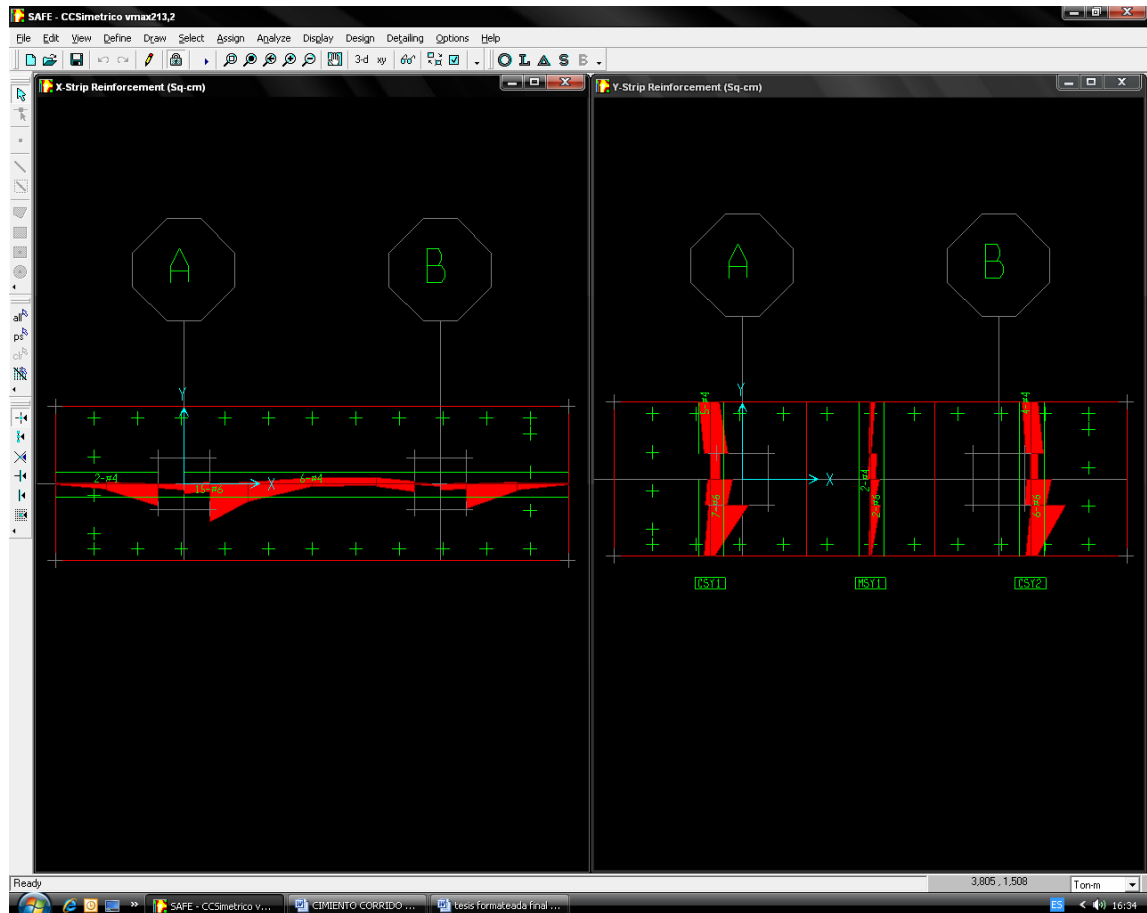 SAFE - CCSimetrico vmax213,2
File Edit View Define Draw Select Assign Analyze Display Design Detailing Options Help
3-d xy
O L A S B
X-Strip Reinforcement (Sq-cm)
Y-Strip Reinforcement (Sq-cm)
all
ps
clr
A
B
Y
X
2-#4
15-#6
6-#4
A
B
Y
X
5-#4
7-#6
2-#4
2-#6
4-#4
6-#6
CSY1
MSY1
CSY2
Ready
3,805 , 1,508
Ton-m
SAFE - CCSimetrico v...
CIMIENTO CORRIDO ...
tesis formateada final ...
ES
16:34